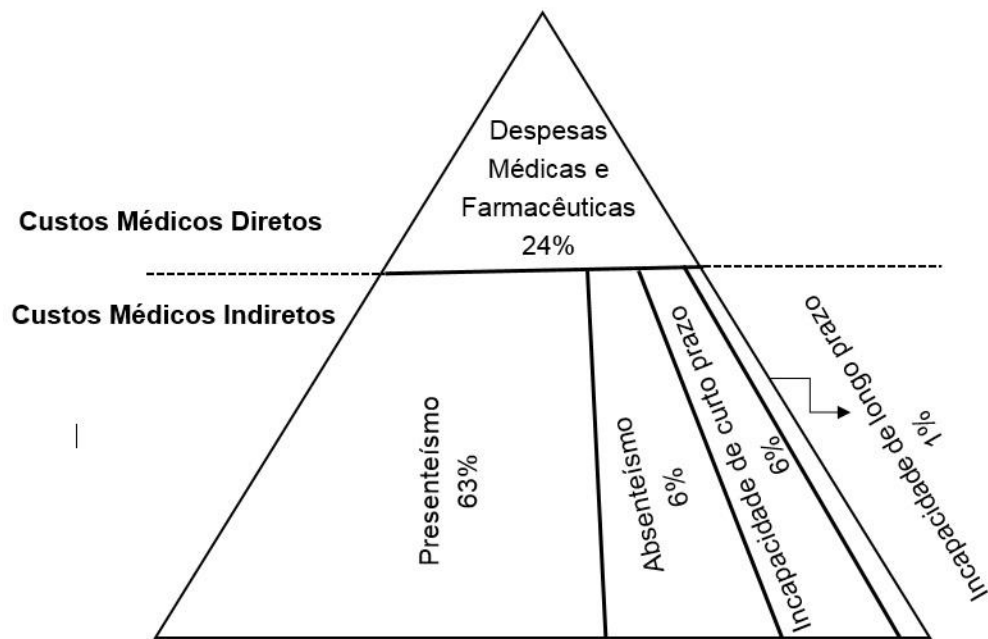 Despesas
Médicas e
Farmacêuticas
24%
Custos Médicos Diretos
Custos Médicos Indiretos
Presenteísmo
63%
Absenteísmo
6%
Incapacidade de curto prazo
6%
Incapacidade de longo prazo
1%